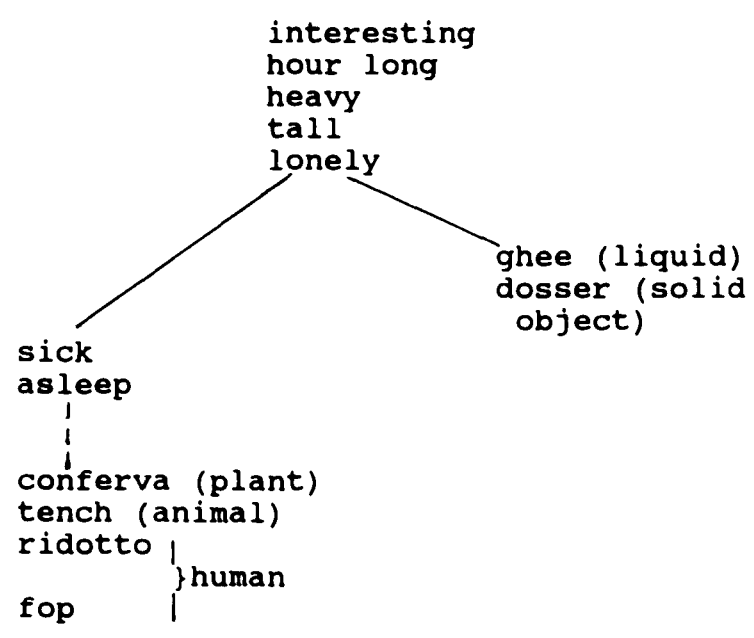 interesting
hour long
heavy
tall
lonely
ghee (liquid)
dosser (solid
object)
sick
asleep
conferva (plant)
tench (animal)
ridotto |
}human
fop |